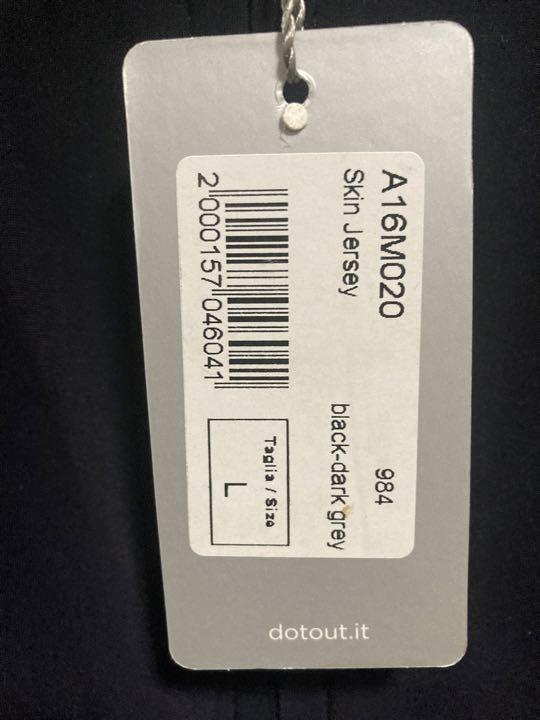 A16M020 984
Skin Jersey black-dark grey
2 000157 046041
Taglia / Size
L
dotout.it